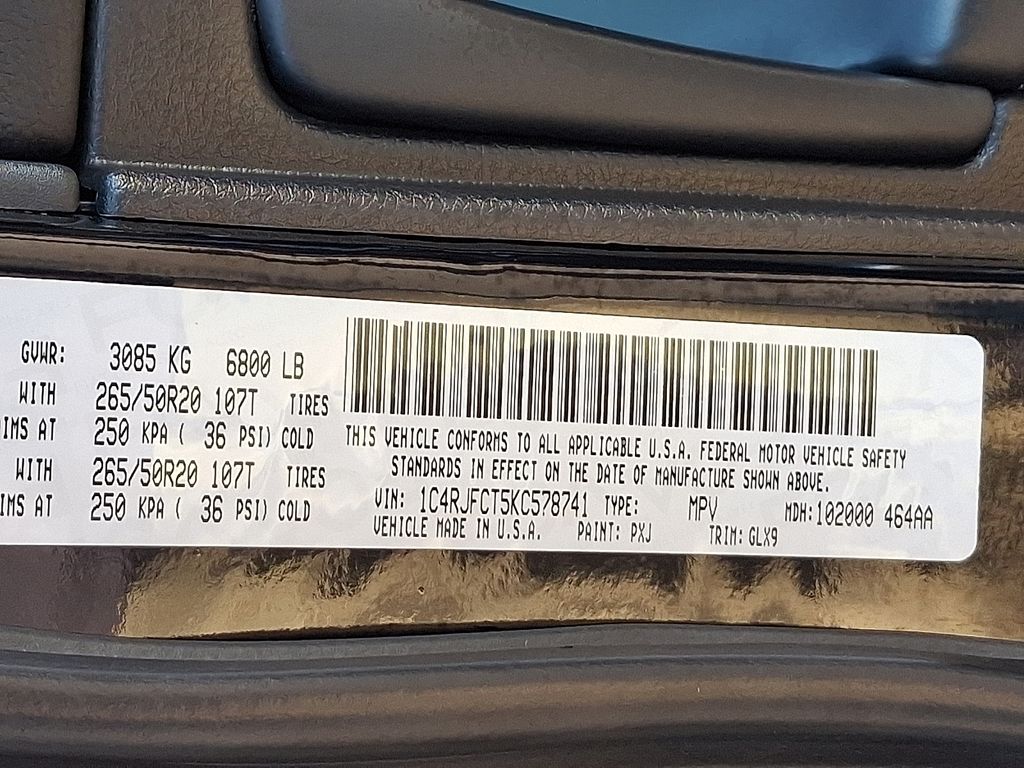 GVWR: 3085 KG 6800 LB
WITH 265/50R20 107T TIRES
IMS AT 250 KPA ( 36 PSI) COLD
WITH 265/50R20 107T TIRES
IMS AT 250 KPA ( 36 PSI) COLD
THIS VEHICLE CONFORMS TO ALL APPLICABLE U.S.A. FEDERAL MOTOR VEHICLE SAFETY
STANDARDS IN EFFECT ON THE DATE OF MANUFACTURE SHOWN ABOVE.
VIN: 1C4RJFCT5KC578741 TYPE: MPV MDH:102000 464AA
VEHICLE MADE IN U.S.A. PAINT: PXJ TRIM: GLX9